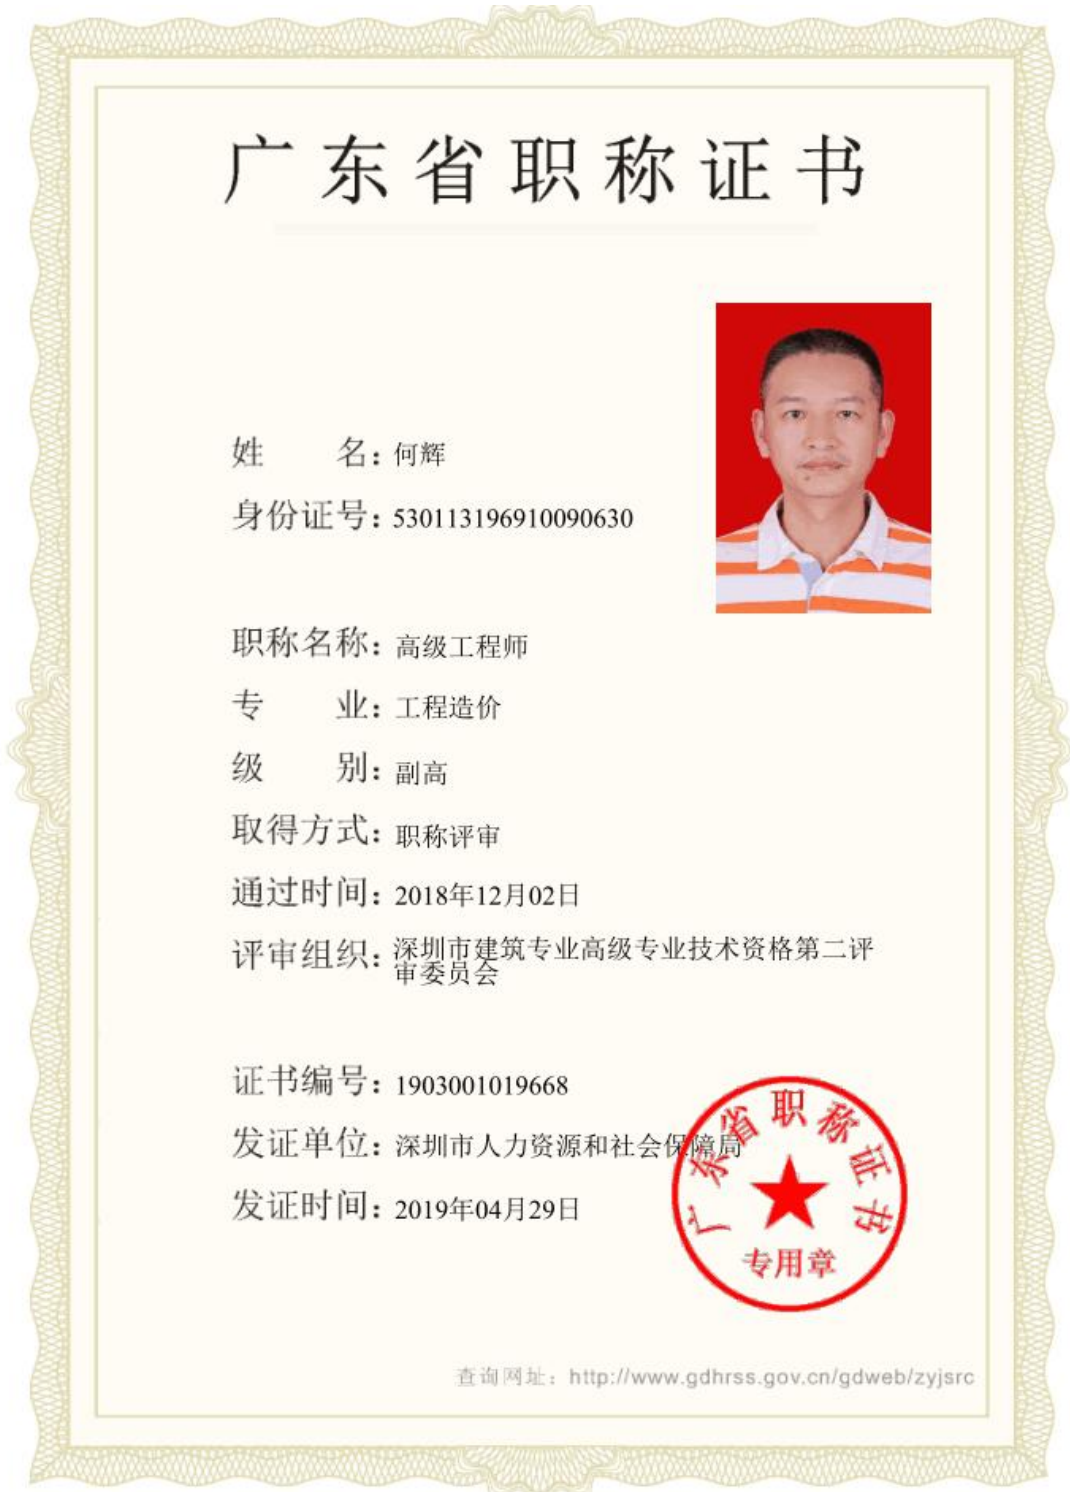 广东省职称证书
姓 名：何辉
身份证号：530113196910090630
职称名称：高级工程师
专 业：工程造价
级 别：副高
取得方式：职称评审
通过时间：2018年12月02日
评审组织：深圳市建筑专业高级专业技术资格第二评
审委员会
证书编号：1903001019668
发证单位：深圳市人力资源和社会保障局
发证时间：2019年04月29日
广东省职称证书
专用章
查询网址：http://www.gdhrss.gov.cn/gdweb/zyjsrc